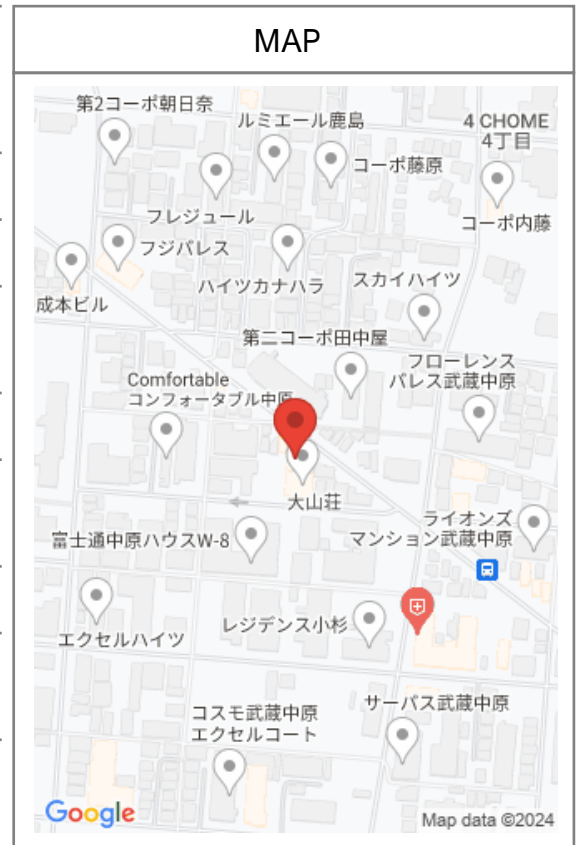 MAP
第2コーポ朝日奈
ルミエール鹿島
4 CHOME
4丁目
コーポ藤原
フレジュール
コーポ内藤
フジパレス
ハイツカナハラ
スカイハイツ
成本ビル
第二コーポ田中屋
フローレンス
パレス武蔵中原
Comfortable
コンフォータブル中原
大山荘
ライオンズ
マンション武蔵中原
富士通中原ハウスW-8
レジデンス小杉
エクセルハイツ
サーパス武蔵中原
コスモ武蔵中原
エクセルコート
Google
Map data ©2024